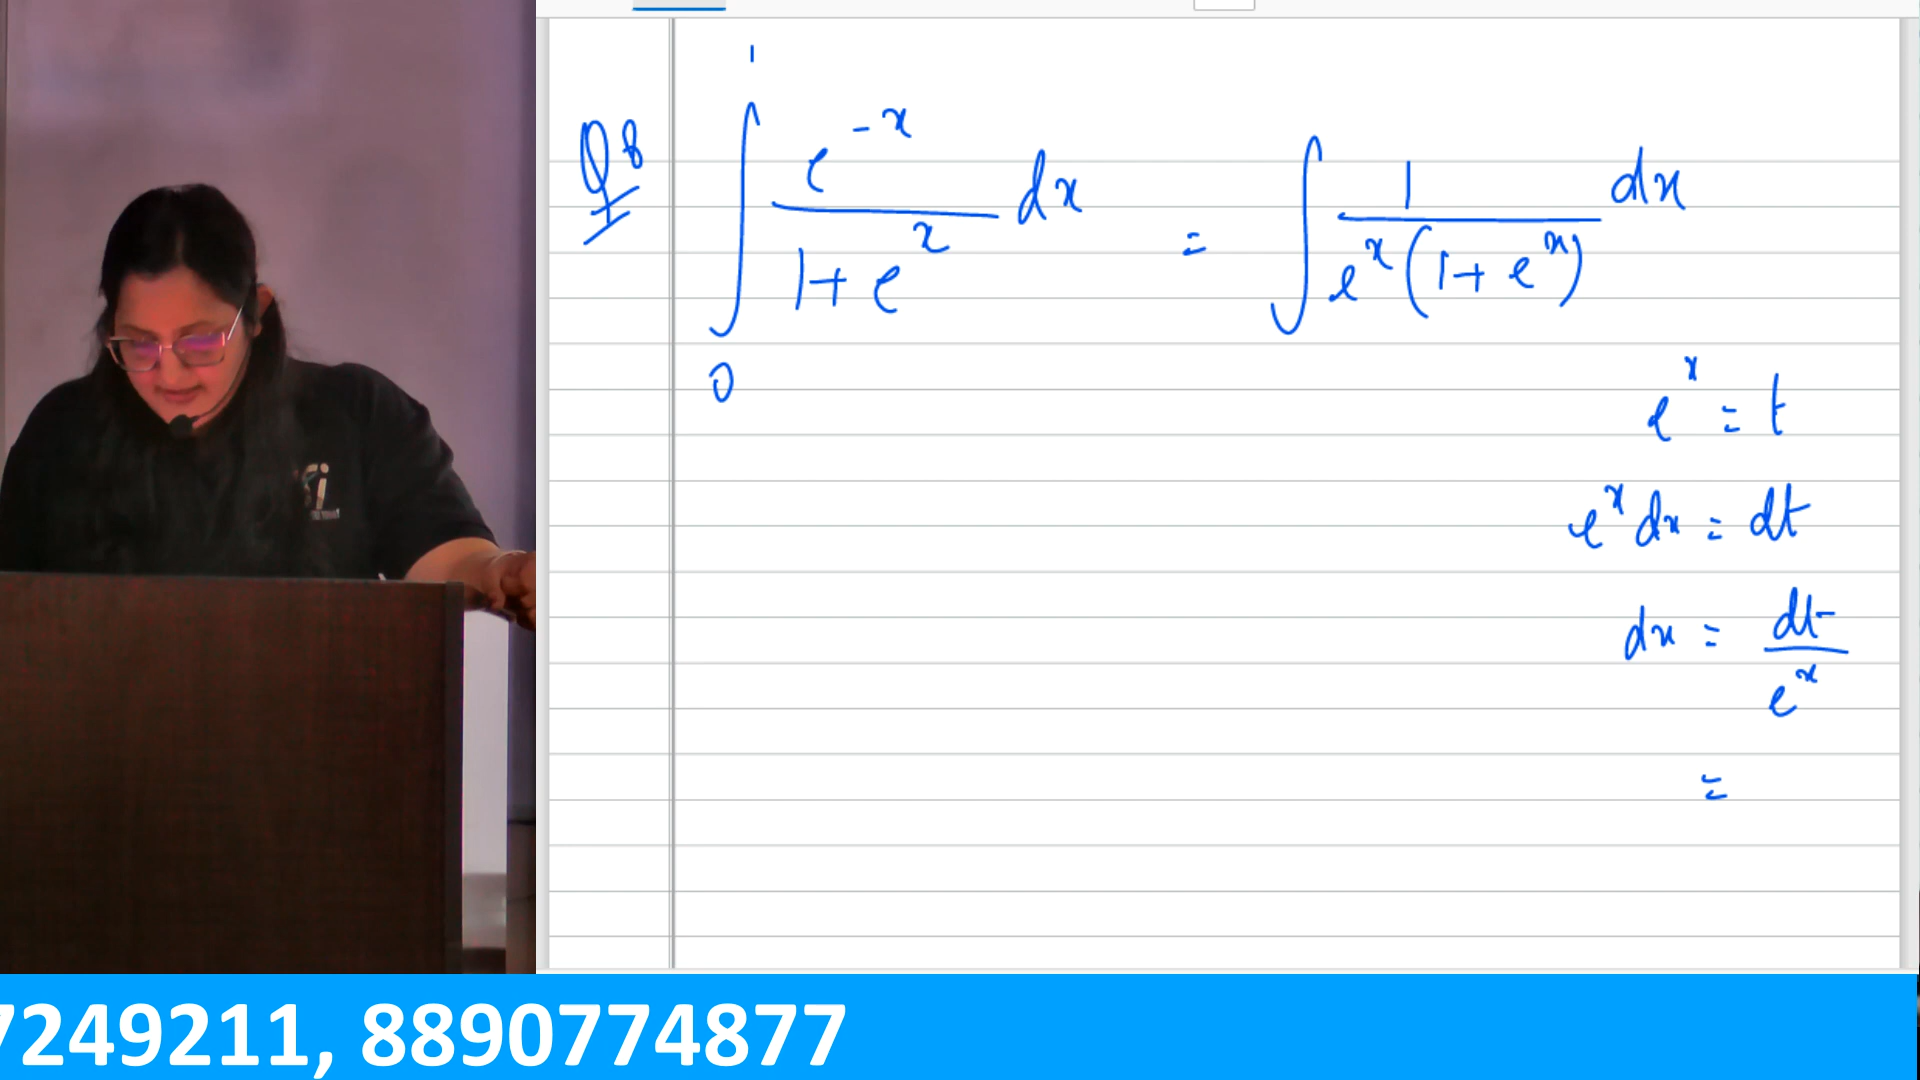 Q8 ∫₀¹ e^{-x}/(1+e^x) dx = ∫ 1/(e^x(1+e^x)) dx
e^x = t
e^x dx = dt
dx = dt/e^x
=
7249211, 8890774877